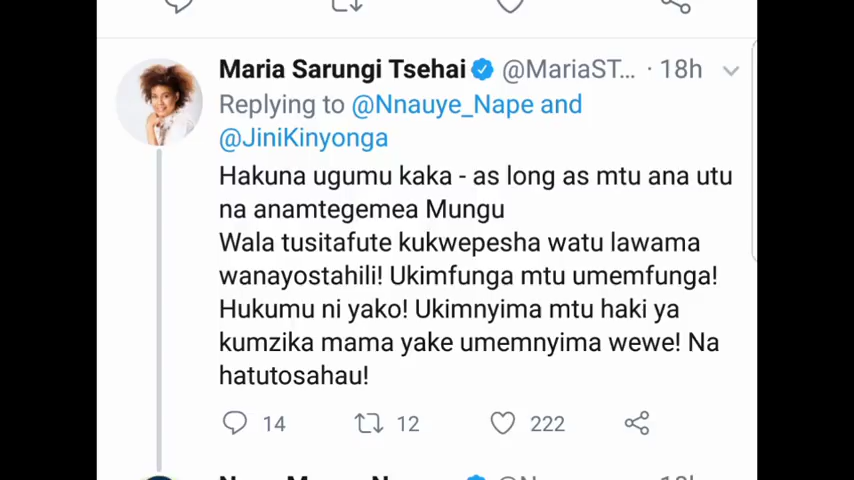 Maria Sarungi Tsehai @MariaST... · 18h
Replying to @Nnauye_Nape and
@JiniKinyonga
Hakuna ugumu kaka - as long as mtu ana utu
na anamtegemea Mungu
Wala tusitafute kukwepesha watu lawama
wanayostahili! Ukimfunga mtu umemfunga!
Hukumu ni yako! Ukimnyima mtu haki ya
kumzika mama yake umemnyima wewe! Na
hatutosahau!
14 12 222